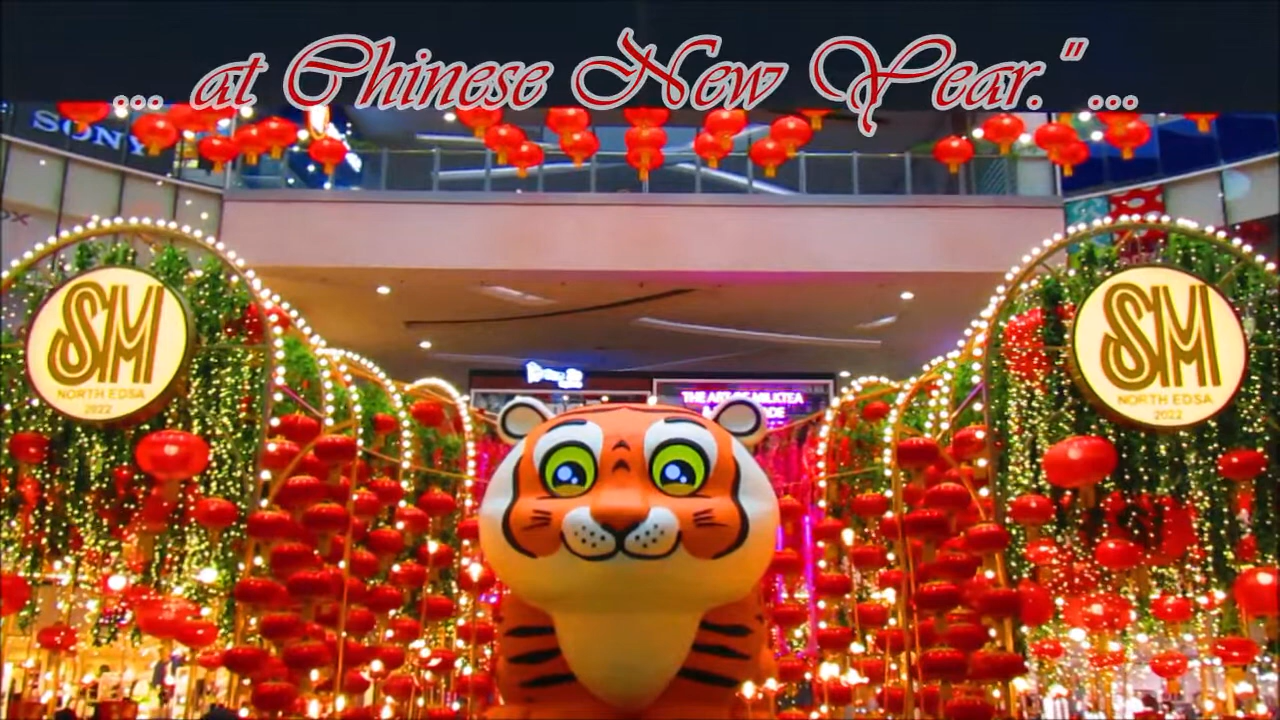 ... at Chinese New Year." ...
SONY
SM
NORTH EDSA
2022
SM
NORTH EDSA
2022
THE ART OF MILKTEA